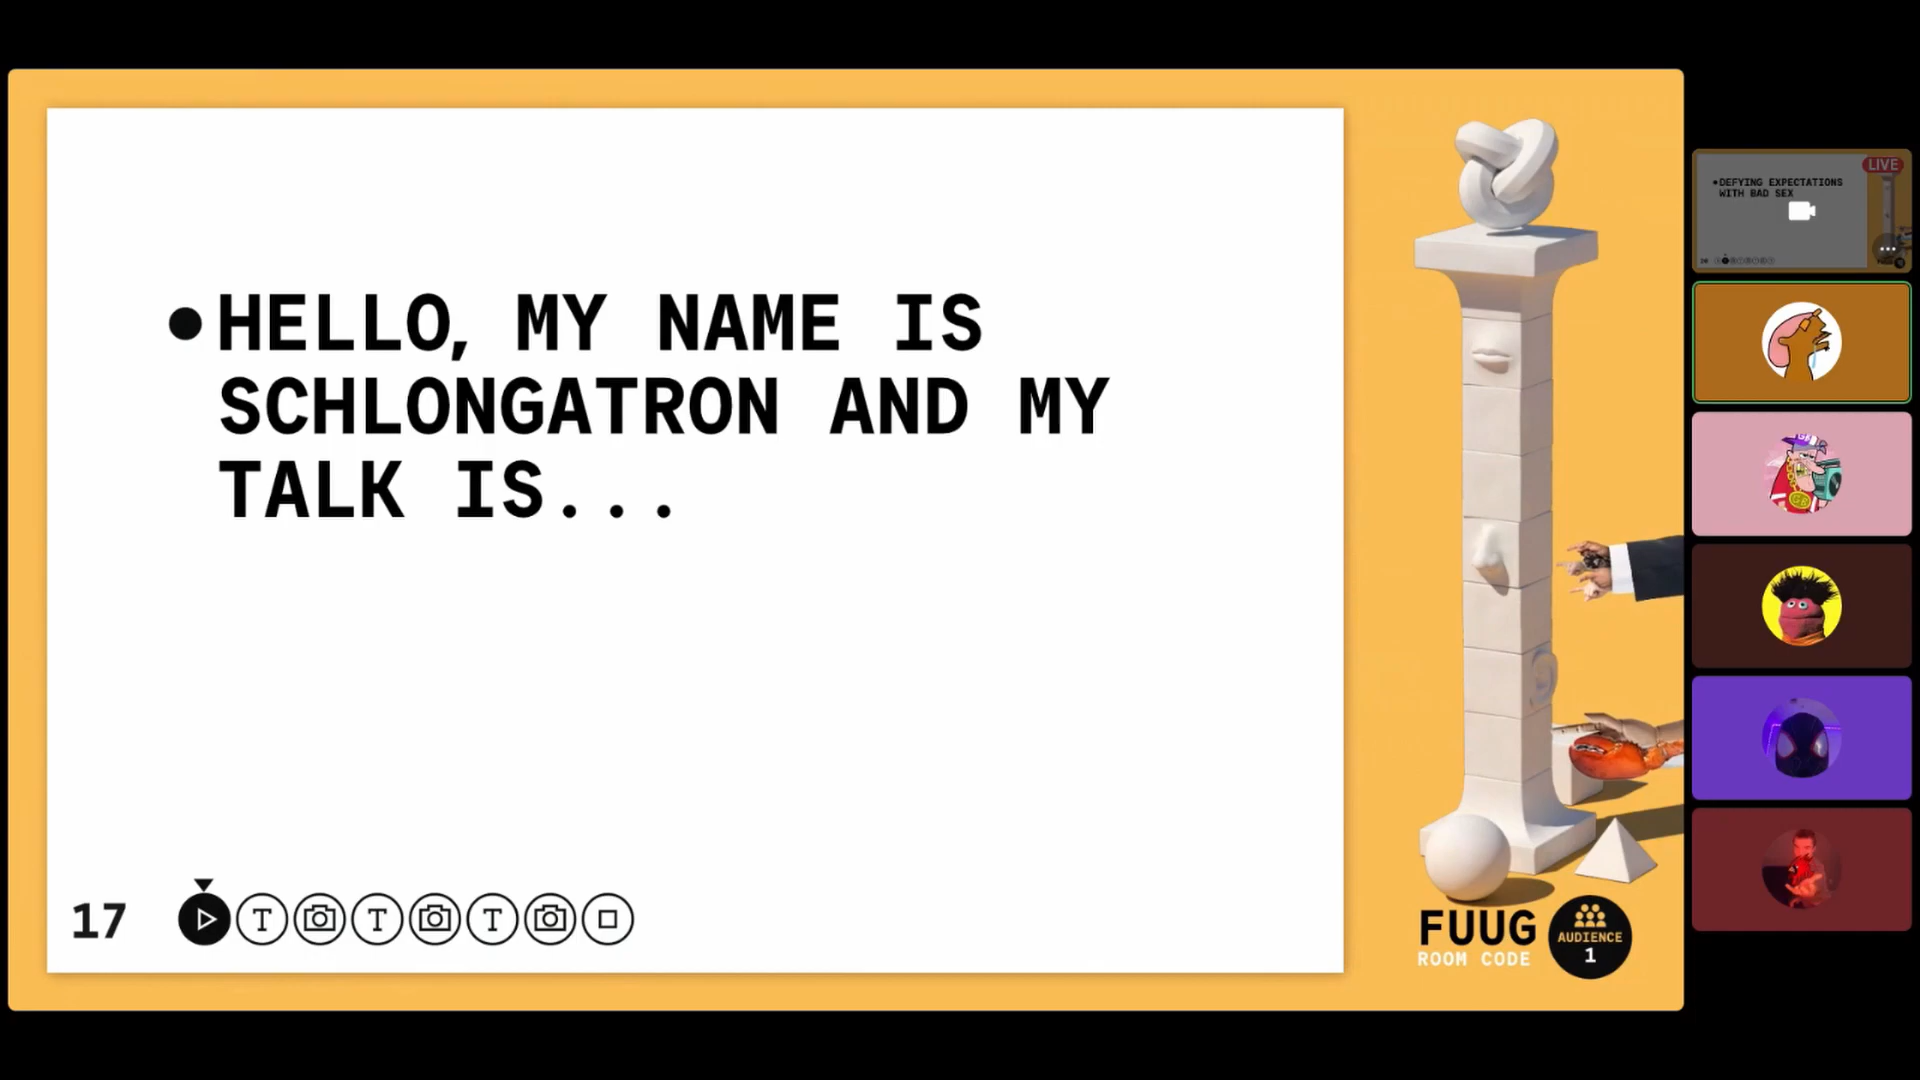 ●HELLO, MY NAME IS
SCHLONGATRON AND MY
TALK IS...
17
T
T
T
FUUG
ROOM CODE
AUDIENCE
1
LIVE
•DEFYING EXPECTATIONS
WITH BAD SEX